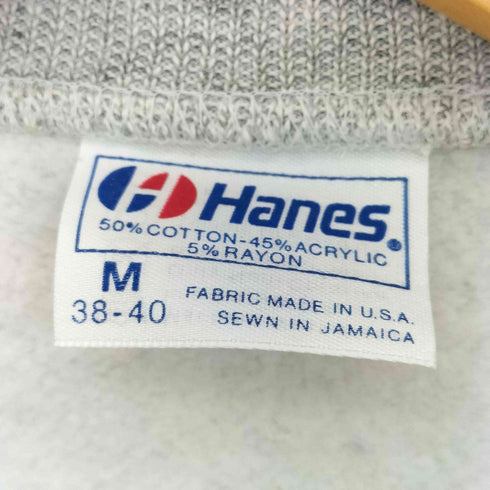 Hanes®
50% COTTON-45% ACRYLIC
5% RAYON
M
38-40
FABRIC MADE IN U.S.A.
SEWN IN JAMAICA